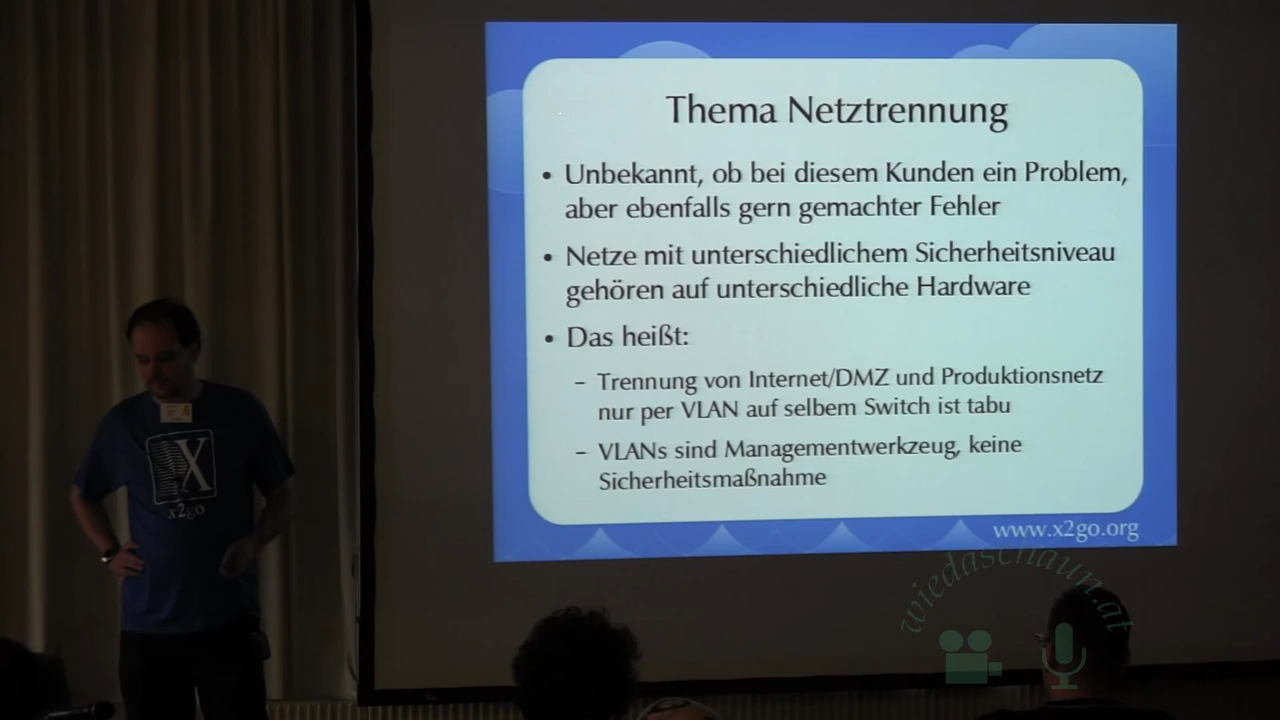 Thema Netztrennung
• Unbekannt, ob bei diesem Kunden ein Problem,
aber ebenfalls gern gemachter Fehler
• Netze mit unterschiedlichem Sicherheitsniveau
gehören auf unterschiedliche Hardware
• Das heißt:
– Trennung von Internet/DMZ und Produktionsnetz
nur per VLAN auf selbem Switch ist tabu
– VLANs sind Managementwerkzeug, keine
Sicherheitsmaßnahme
www.x2go.org
X
x2go
wiedaschaun.at